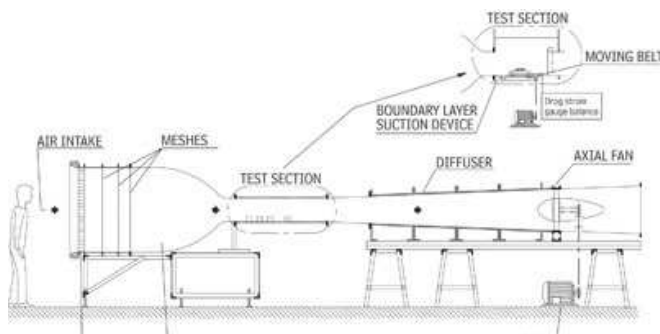 TEST SECTION
MOVING BELT
BOUNDARY LAYER
SUCTION DEVICE
Drag strain
gauge balance
AIR INTAKE
MESHES
TEST SECTION
DIFFUSER
AXIAL FAN